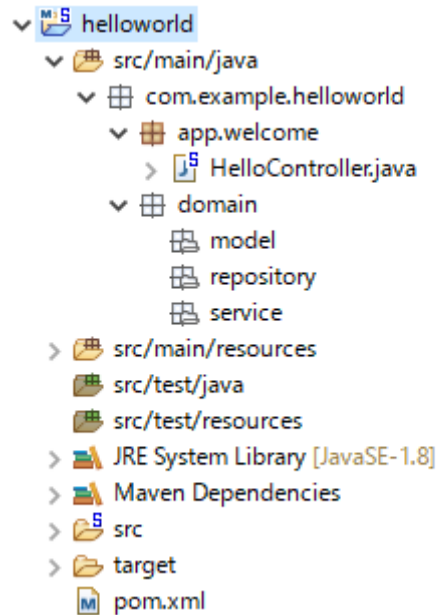 helloworld
src/main/java
com.example.helloworld
app.welcome
HelloController.java
domain
model
repository
service
src/main/resources
src/test/java
src/test/resources
JRE System Library [JavaSE-1.8]
Maven Dependencies
src
target
pom.xml